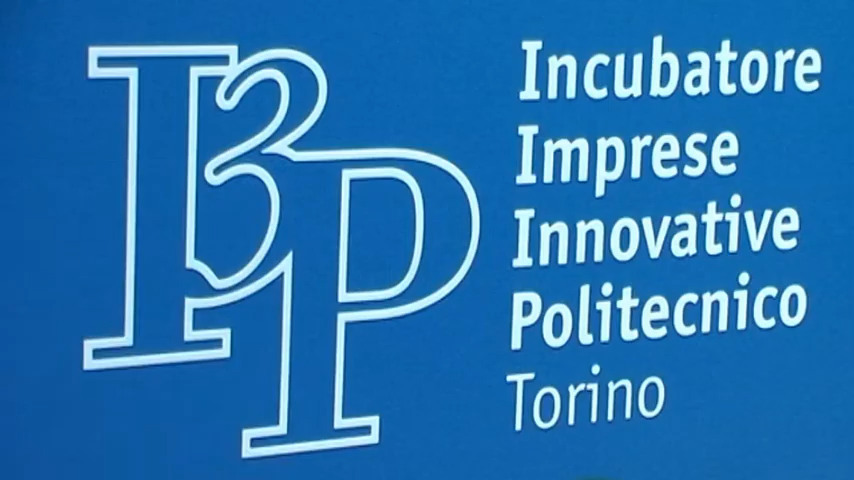 I3P
Incubatore
Imprese
Innovative
Politecnico
Torino